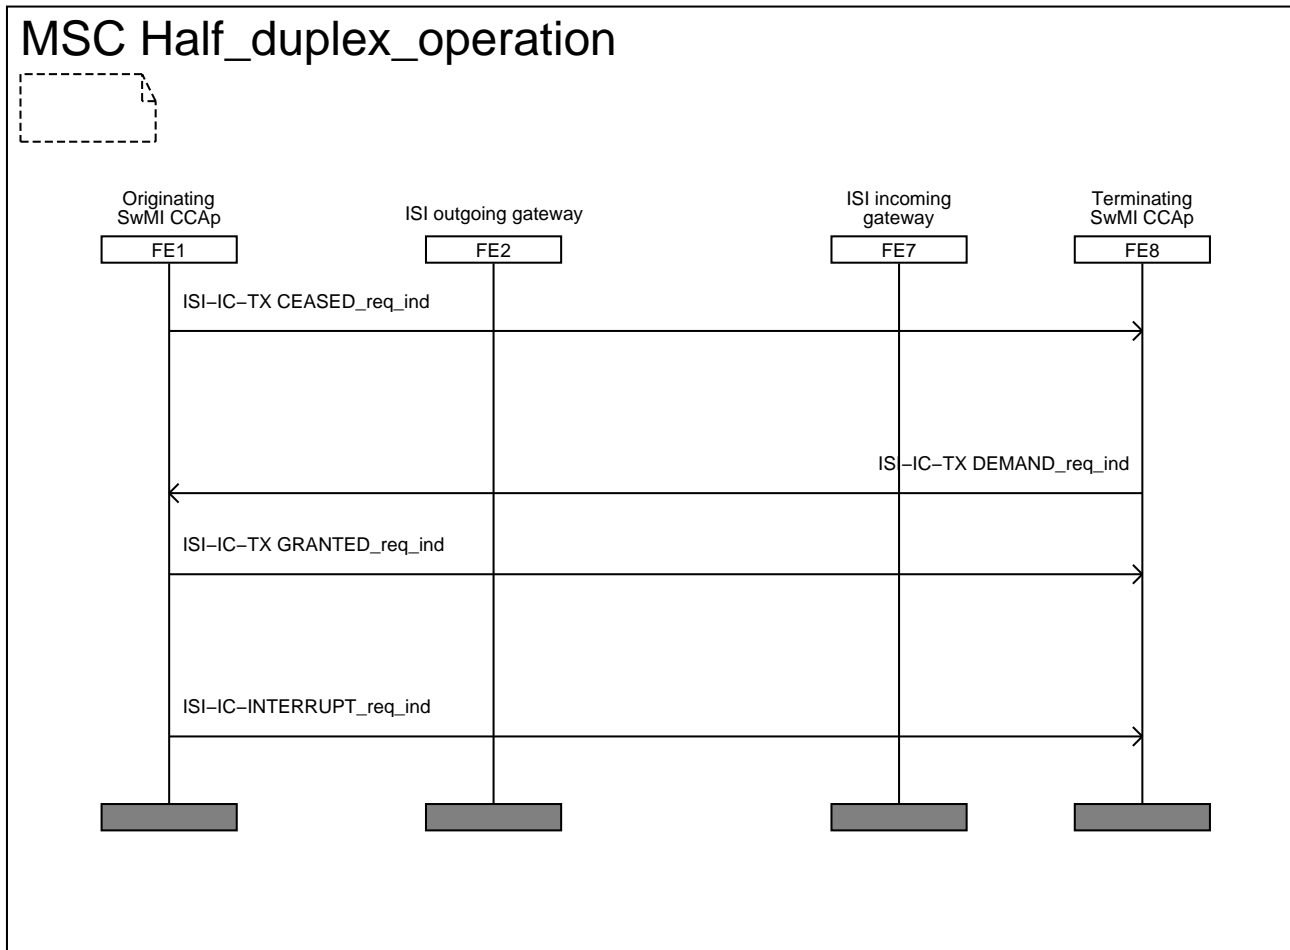 MSC Half_duplex_operation
Originating
SwMI CCAp
ISI outgoing gateway
ISI incoming
gateway
Terminating
SwMI CCAp
FE1
FE2
FE7
FE8
ISI−IC−TX CEASED_req_ind
ISI−IC−TX DEMAND_req_ind
ISI−IC−TX GRANTED_req_ind
ISI−IC−INTERRUPT_req_ind